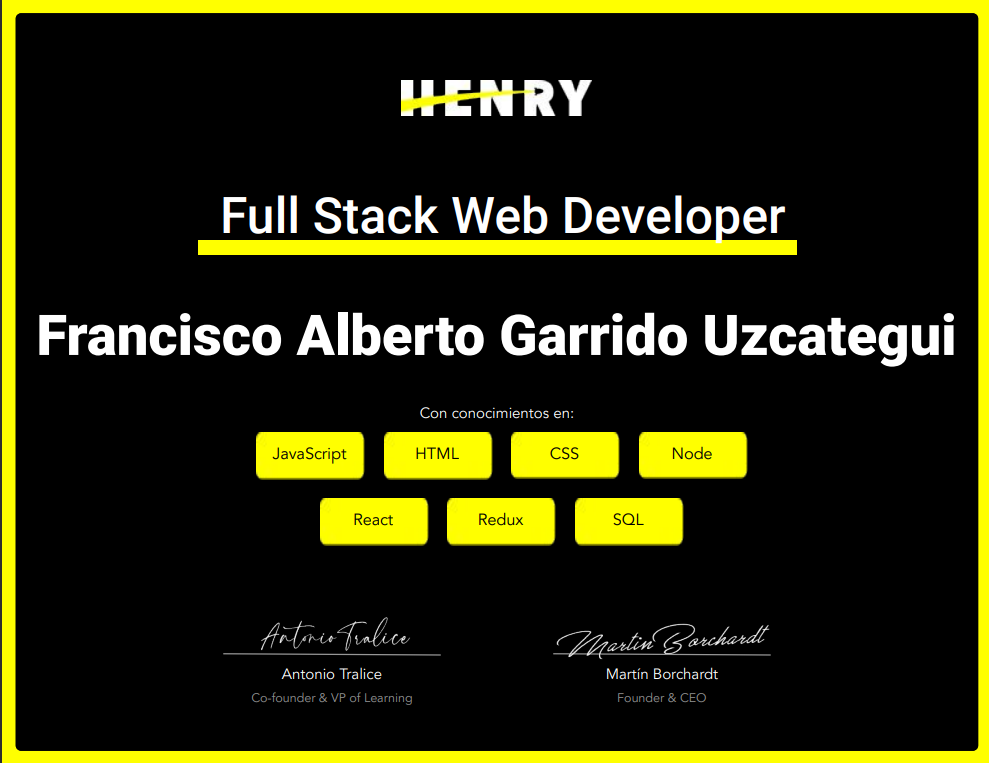 HENRY
Full Stack Web Developer
Francisco Alberto Garrido Uzcategui
Con conocimientos en:
JavaScript HTML CSS Node
React Redux SQL
Antonio Tralice Martin Borchardt
Antonio Tralice Martín Borchardt
Co-founder & VP of Learning Founder & CEO